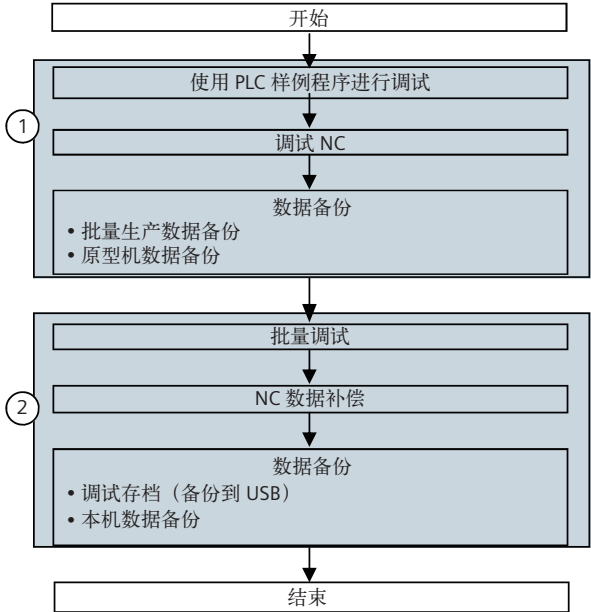 开始
使用 PLC 样例程序进行调试
1
调试 NC
数据备份
• 批量生产数据备份
• 原型机数据备份
批量调试
2
NC 数据补偿
数据备份
• 调试存档（备份到 USB）
• 本机数据备份
结束